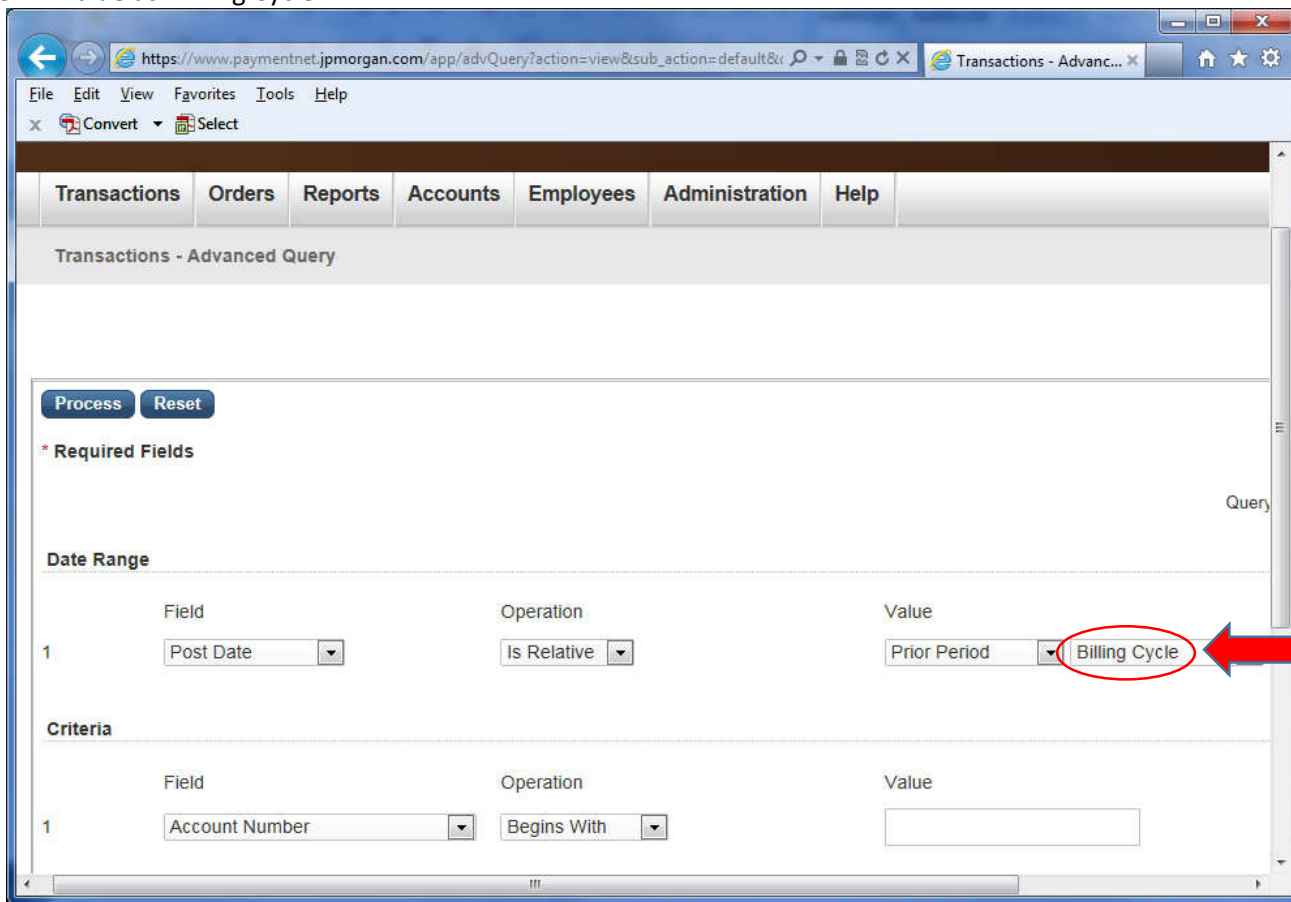 https://www.paymentnet.jpmorgan.com/app/advQuery?action=view&sub_action=default&
Transactions - Advanc...
File Edit View Favorites Tools Help
x Convert Select
Transactions Orders Reports Accounts Employees Administration Help
Transactions - Advanced Query
Process Reset
* Required Fields
Query
Date Range
Field Operation Value
1 Post Date Is Relative Prior Period Billing Cycle
Criteria
Field Operation Value
1 Account Number Begins With